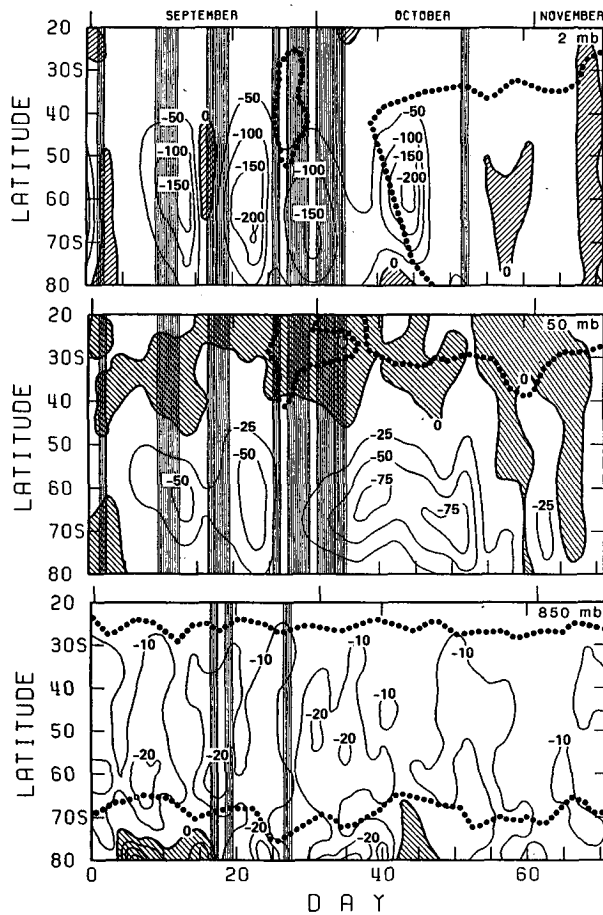 SEPTEMBER OCTOBER NOVEMBER
20 2 mb
30S
-50 0 -50
40 -50
-100 -100
50 -100 -150 -100 -150
60 -150 -200 -150 -200
70S
80 0 0
LATITUDE
20 50 mb
30S 0
40 0
50 -25 -25
-50 -50
60 -50 -75 -75 -25
70S
80
LATITUDE
20 850 mb
30S -10 -10 -10
40 -10
50 -20
60 -20 -20 -20 -10
70S
0 -20 -20 0
80
LATITUDE
0 20 40 60
DAY